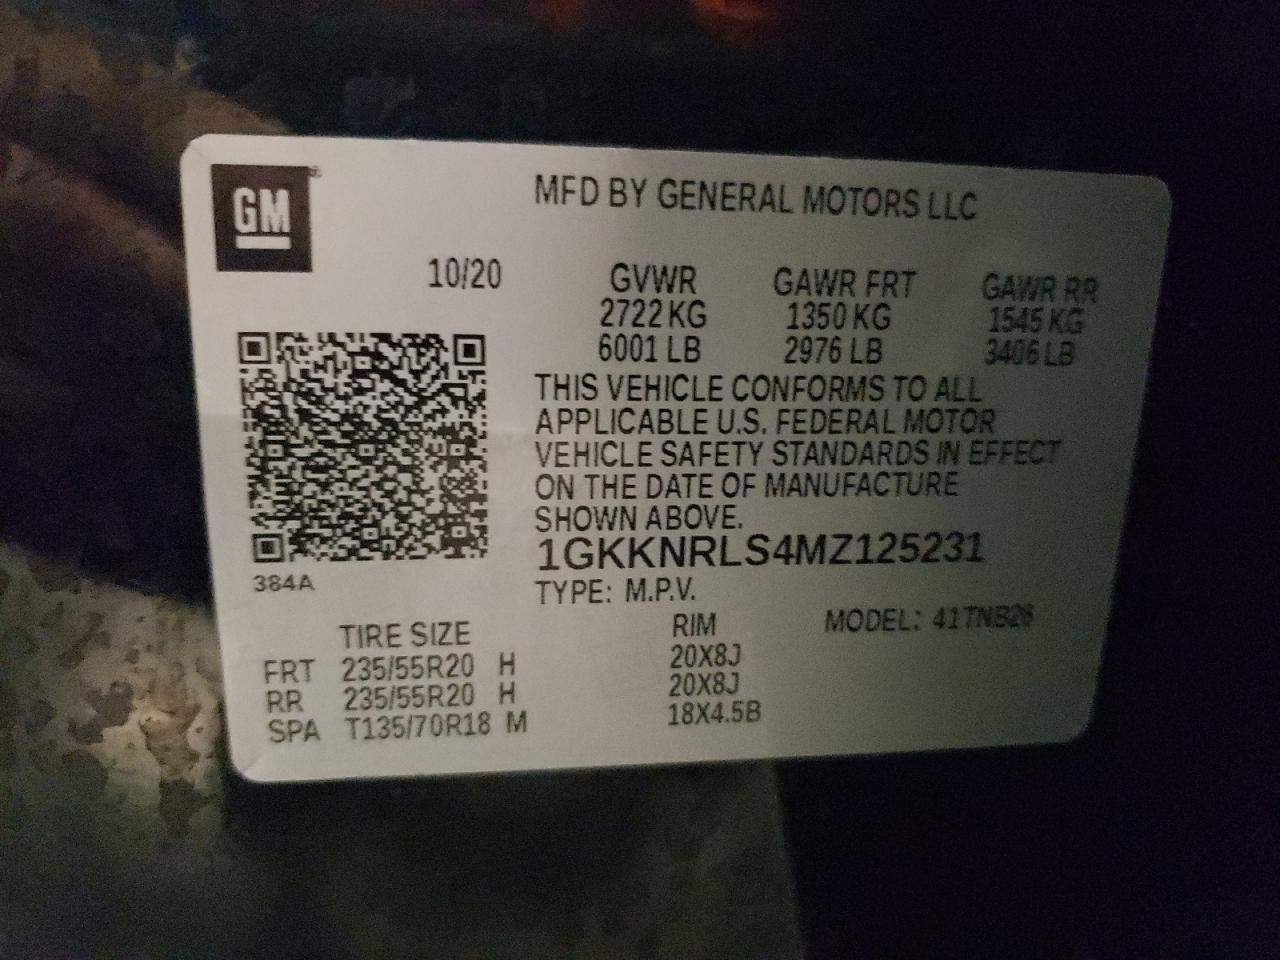 GM
MFD BY GENERAL MOTORS LLC
10/20 GVWR GAWR FRT GAWR RR
2722 KG 1350 KG 1545 KG
6001 LB 2976 LB 3406 LB
THIS VEHICLE CONFORMS TO ALL
APPLICABLE U.S. FEDERAL MOTOR
VEHICLE SAFETY STANDARDS IN EFFECT
ON THE DATE OF MANUFACTURE
SHOWN ABOVE.
1GKKNRLS4MZ125231
384A
TYPE: M.P.V.
TIRE SIZE RIM MODEL: 41TNB26
FRT 235/55R20 H 20X8J
RR 235/55R20 H 20X8J
SPA T135/70R18 M 18X4.5B